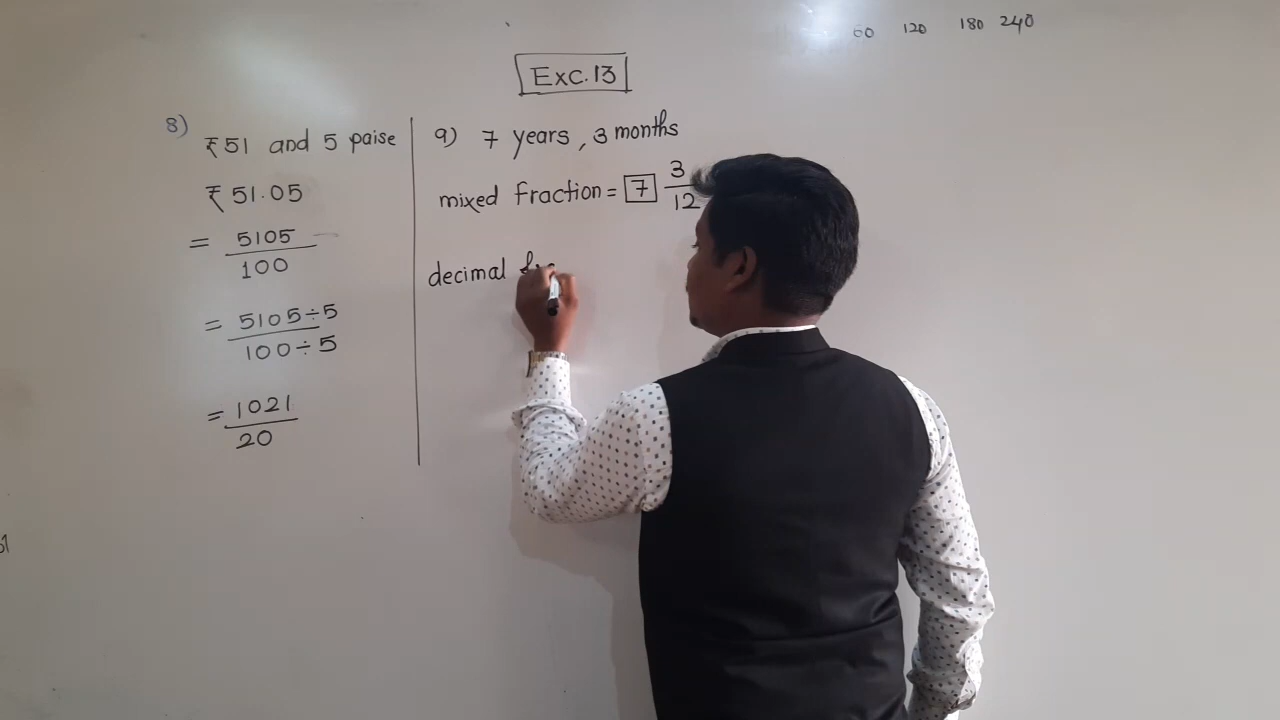 60 120 180 240
Exc.13
8)
₹51 and 5 paise
₹51.05
= 5105
100
= 5105÷5
100÷5
= 1021
20
9) 7 years, 3 months
mixed fraction = 7 3
12
decimal